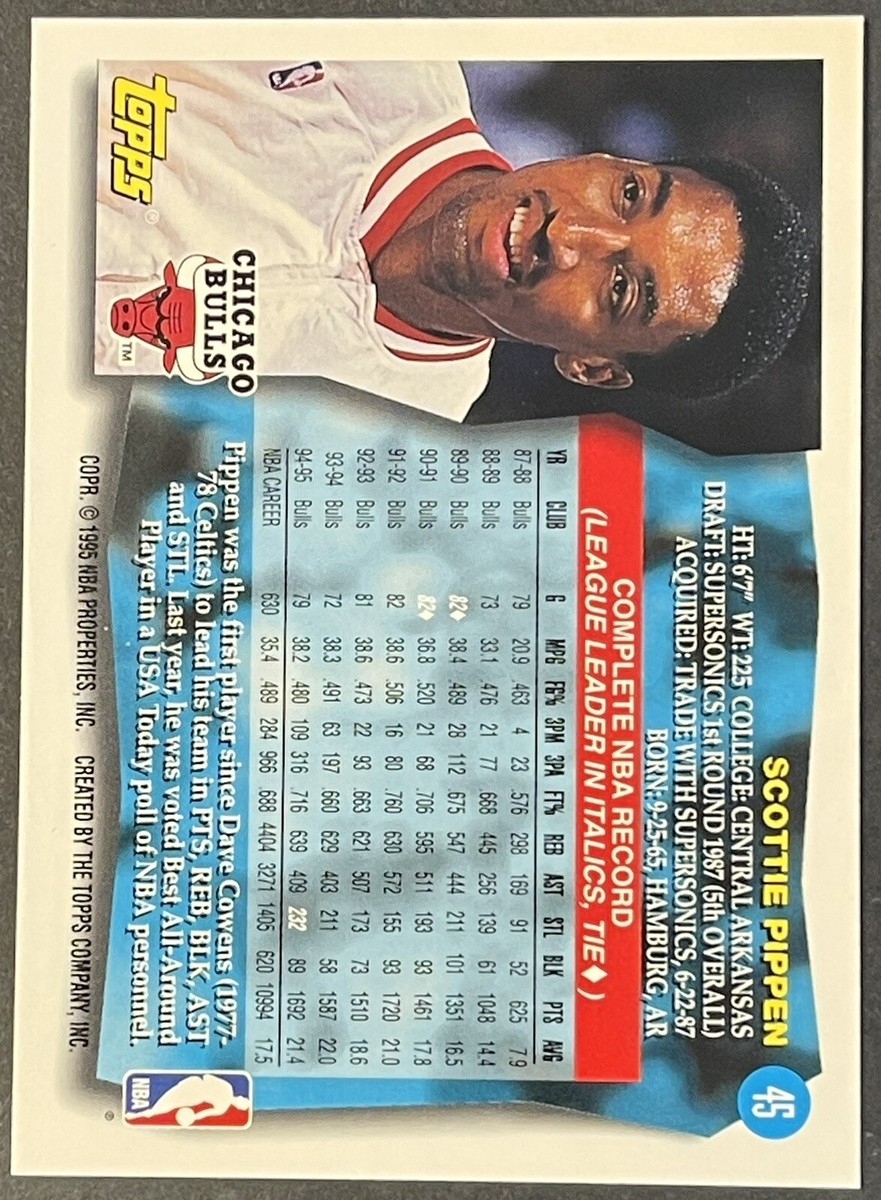 45
SCOTTIE PIPPEN
HT: 6'7" WT: 225 COLLEGE: CENTRAL ARKANSAS
DRAFT: SUPERSONICS 1st ROUND 1987 (5th OVERALL)
ACQUIRED: TRADE WITH SUPERSONICS, 6-22-87
BORN: 9-25-65, HAMBURG, AR
COMPLETE NBA RECORD
(LEAGUE LEADER IN ITALICS, TIE♦)
YR CLUB G MPG FG% 3PM 3PA FT% REB AST STL BLK PTS AVG
87-88 Bulls 79 20.9 .463 4 23 .576 298 169 91 52 625 7.9
88-89 Bulls 73 33.1 .476 21 77 .668 445 256 139 61 1048 14.4
89-90 Bulls 82♦ 38.4 .489 28 112 .675 547 444 211 101 1351 16.5
90-91 Bulls 82♦ 36.8 .520 21 68 .706 595 511 193 93 1461 17.8
91-92 Bulls 82 38.6 .506 16 80 .760 630 572 155 93 1720 21.0
92-93 Bulls 81 38.6 .473 22 93 .663 621 507 173 73 1510 18.6
93-94 Bulls 72 38.3 .491 63 197 .660 629 403 211 58 1587 22.0
94-95 Bulls 79 38.2 .480 109 316 .716 639 409 232 89 1692 21.4
NBA CAREER 630 35.4 .489 284 966 .688 4404 3271 1405 620 10994 17.5
Pippen was the first player since Dave Cowens (1977-
78 Celtics) to lead his team in PTS, REB, BLK, AST
and STL. Last year, he was voted Best All-Around
Player in a USA Today poll of NBA personnel.
CHICAGO
BULLS
TM
topps®
NBA
®
COPR. © 1995 NBA PROPERTIES, INC. CREATED BY THE TOPPS COMPANY, INC.